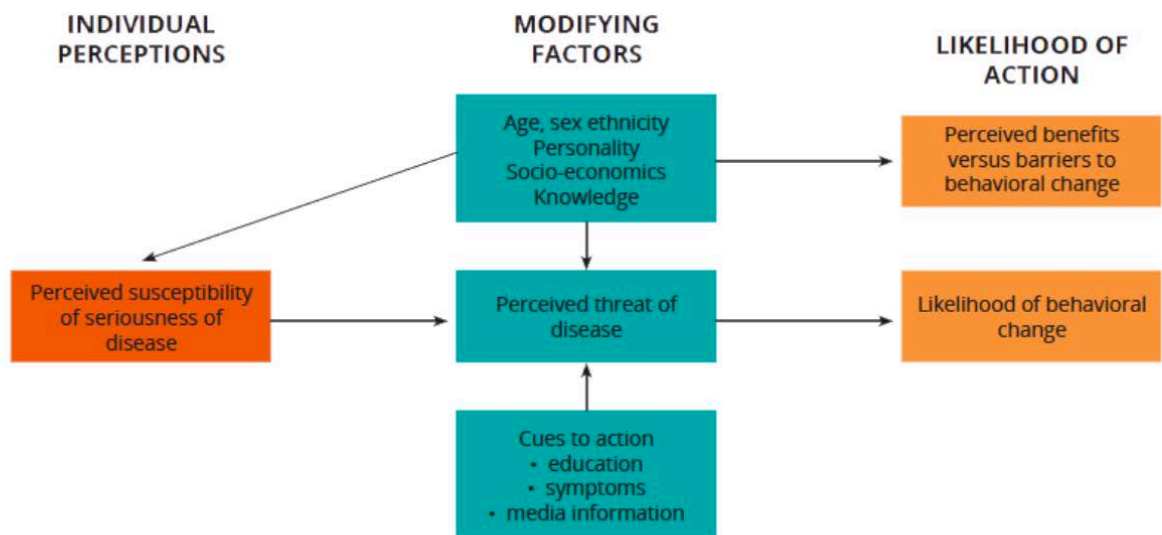 INDIVIDUAL
PERCEPTIONS
MODIFYING
FACTORS
LIKELIHOOD OF
ACTION
Age, sex ethnicity
Personality
Socio-economics
Knowledge
Perceived benefits
versus barriers to
behavioral change
Perceived susceptibility
of seriousness of
disease
Perceived threat of
disease
Likelihood of behavioral
change
Cues to action
• education
• symptoms
• media information